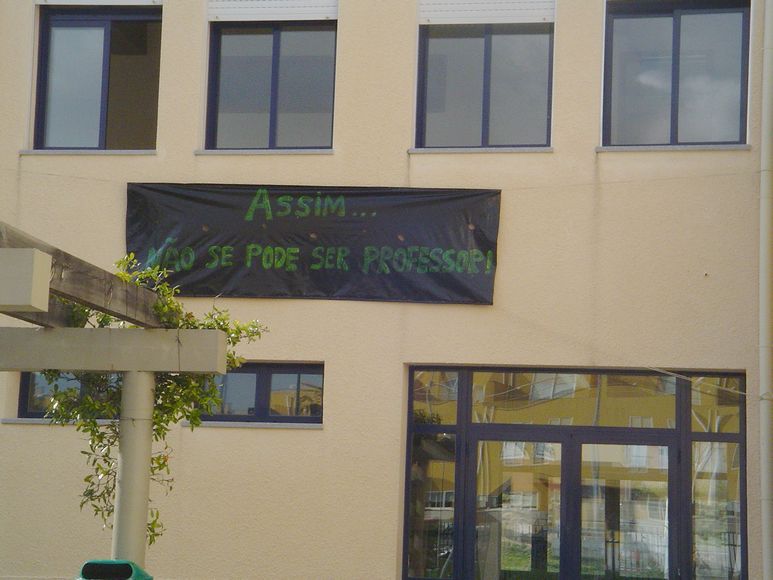 Assim...
NÃO SE PODE SER PROFESSOR!